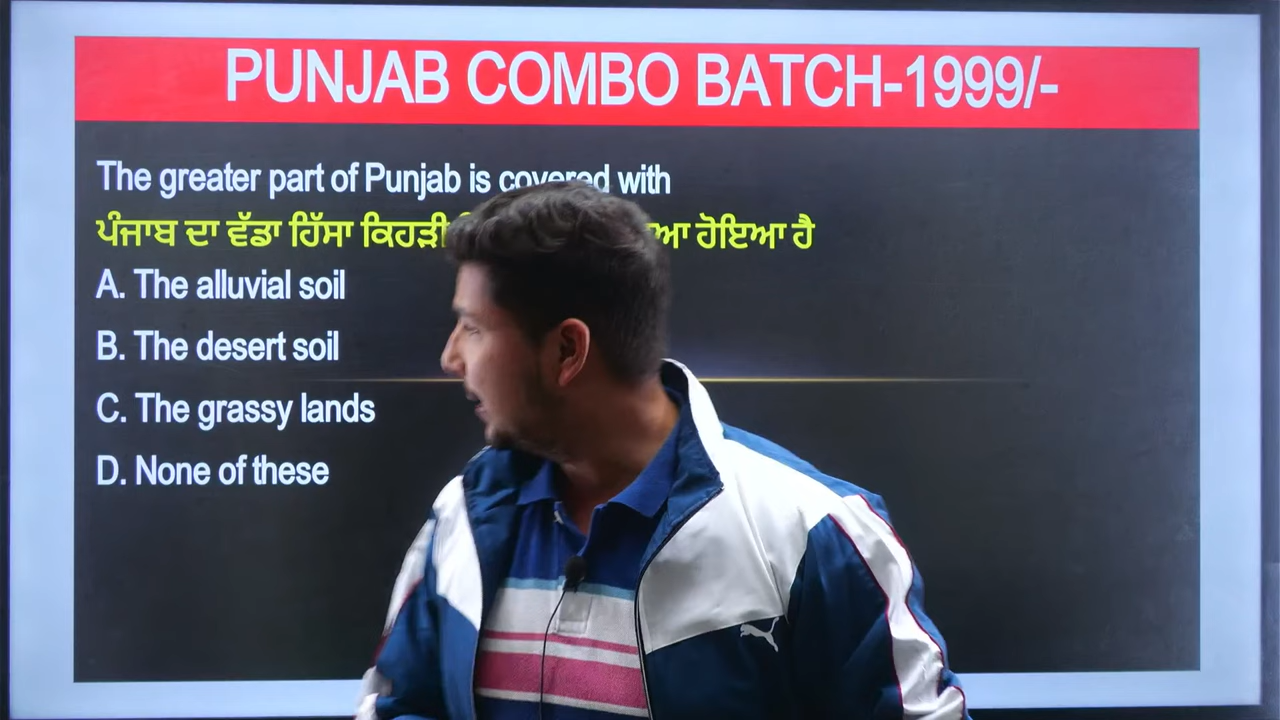 PUNJAB COMBO BATCH-1999/-
The greater part of Punjab is covered with
ਪੰਜਾਬ ਦਾ ਵੱਡਾ ਹਿੱਸਾ ਕਿਹੜੀ ਹੋਇਆ ਹੈ
A. The alluvial soil
B. The desert soil
C. The grassy lands
D. None of these